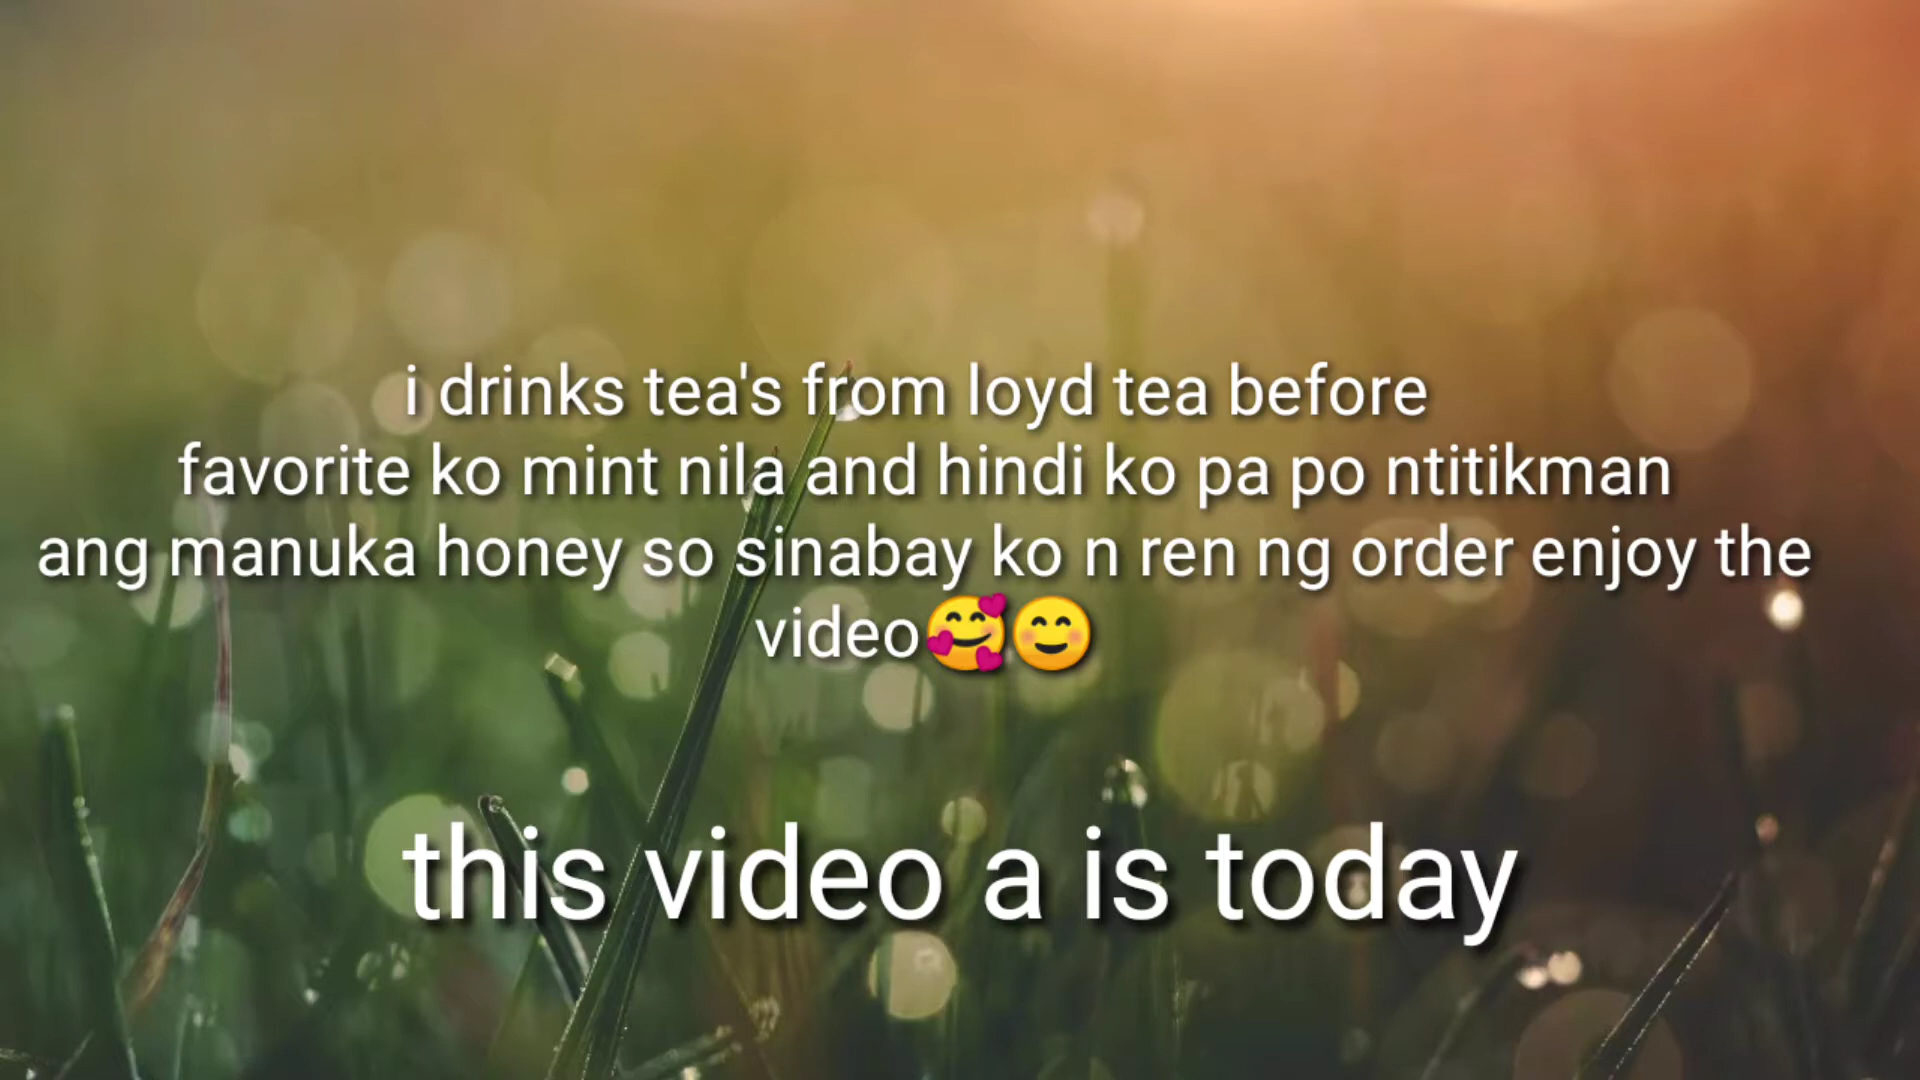 i drinks tea's from loyd tea before
favorite ko mint nila and hindi ko pa po ntitikman
ang manuka honey so sinabay ko n ren ng order enjoy the
video🥰😊
this video a is today